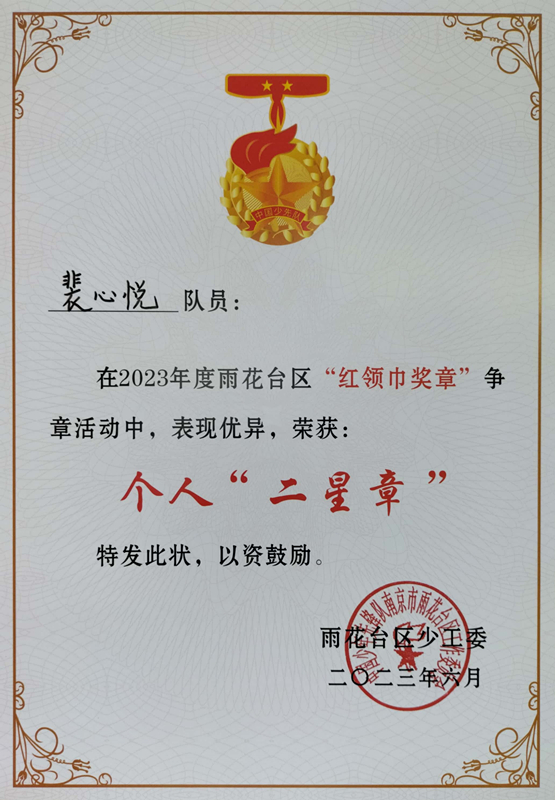 中国少年队
裴心悦 队员：
在2023年度雨花台区“红领巾奖章”争
章活动中，表现优异，荣获：
个人“二星章”
特发此状，以资鼓励。
雨花台区少工委
二〇二三年六月